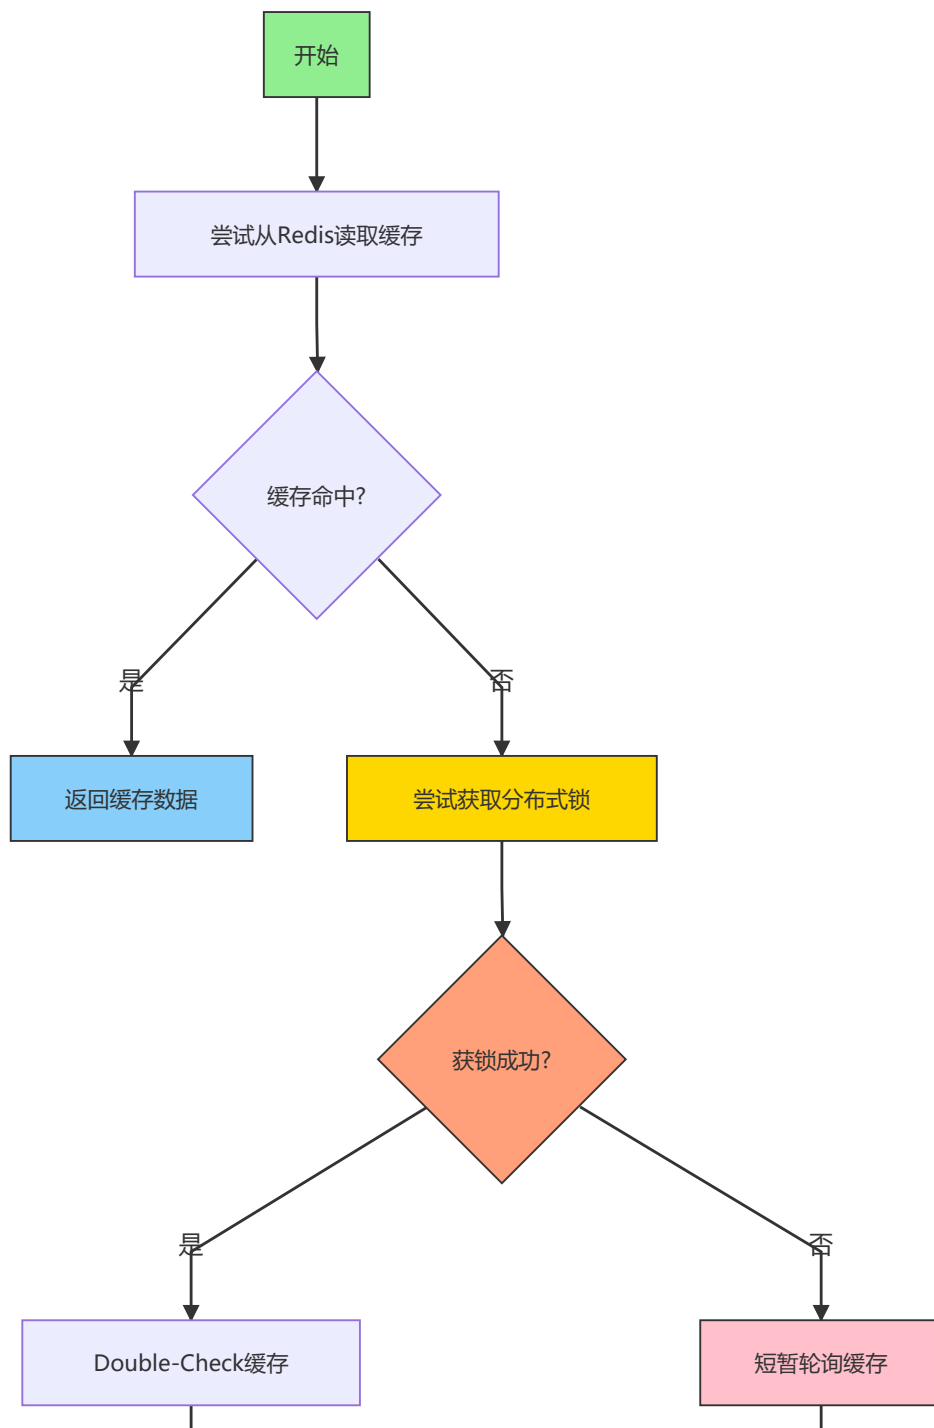 开始
尝试从Redis读取缓存
缓存命中?
是
否
返回缓存数据
尝试获取分布式锁
获锁成功?
是
否
Double-Check缓存
短暂轮询缓存